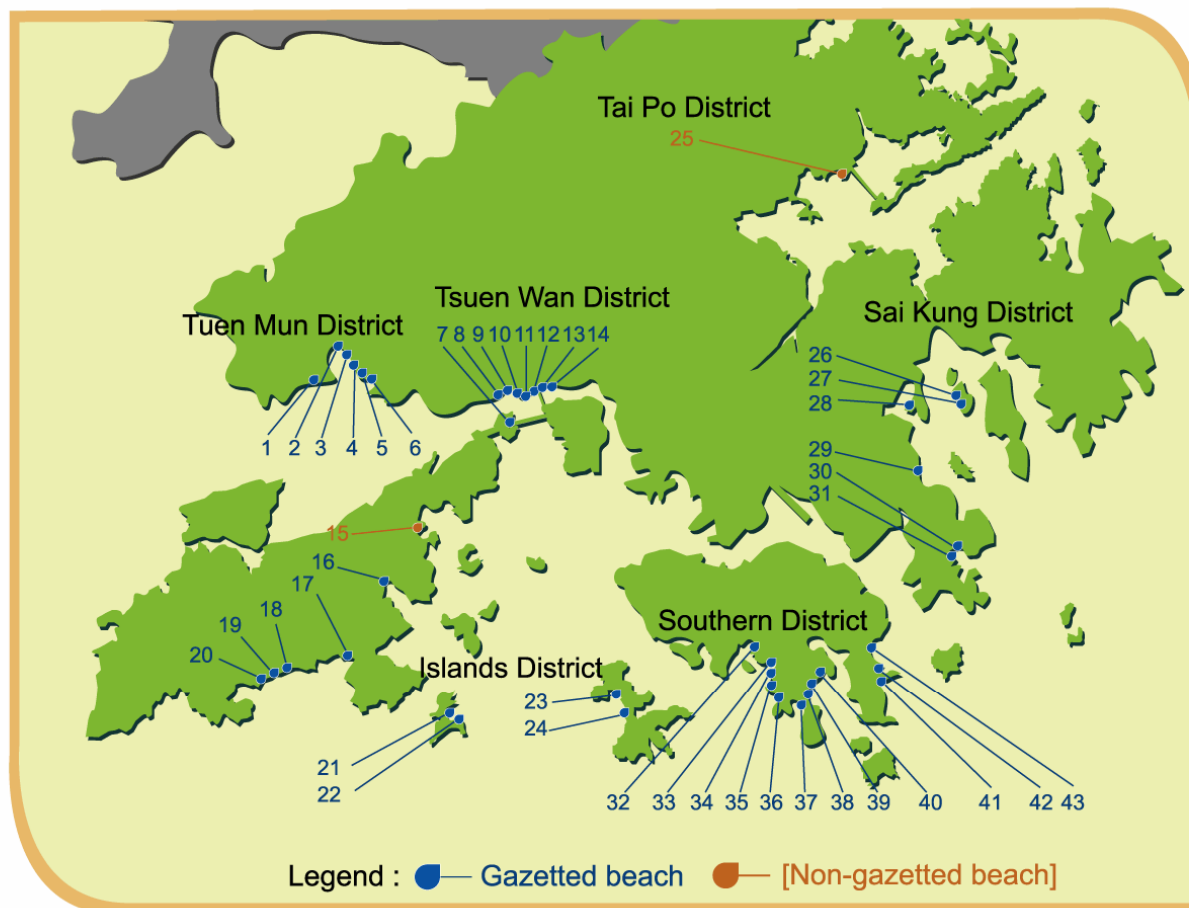 Tai Po District
25
Tsuen Wan District
Tuen Mun District
Sai Kung District
7 8 9 10 11 12 13 14
26
27
28
1 2 3 4 5 6
29
30
31
15
16
17
18
19
20
Southern District
Islands District
23
24
21
22
32 33 34 35 36 37 38 39 40 41 42 43
Legend : Gazetted beach [Non-gazetted beach]